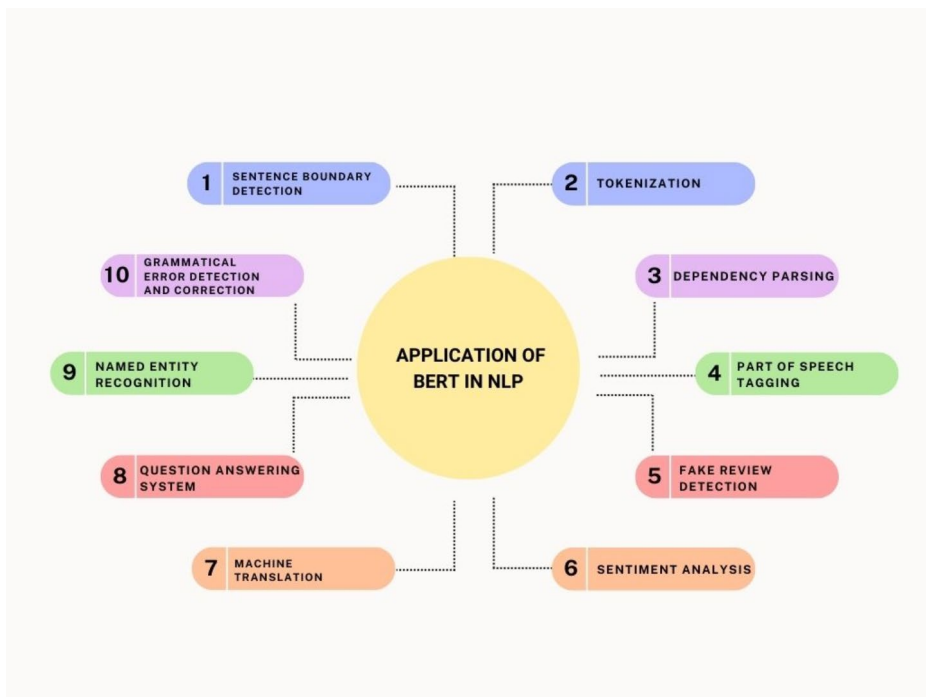 APPLICATION OF
BERT IN NLP
1 SENTENCE BOUNDARY
DETECTION
2 TOKENIZATION
3 DEPENDENCY PARSING
4 PART OF SPEECH
TAGGING
5 FAKE REVIEW
DETECTION
6 SENTIMENT ANALYSIS
7 MACHINE
TRANSLATION
8 QUESTION ANSWERING
SYSTEM
9 NAMED ENTITY
RECOGNITION
10 GRAMMATICAL
ERROR DETECTION
AND CORRECTION